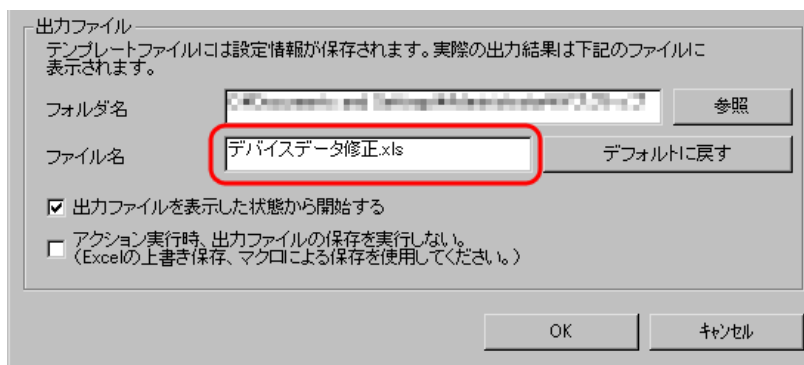 出力ファイル
テンプレートファイルには設定情報が保存されます。実際の出力結果は下記のファイルに
表示されます。
フォルダ名
参照
ファイル名
デバイスデータ修正.xls
デフォルトに戻す
出力ファイルを表示した状態から開始する
アクション実行時、出力ファイルの保存を実行しない。
（Excelの上書き保存、マクロによる保存を使用してください。）
OK
キャンセル